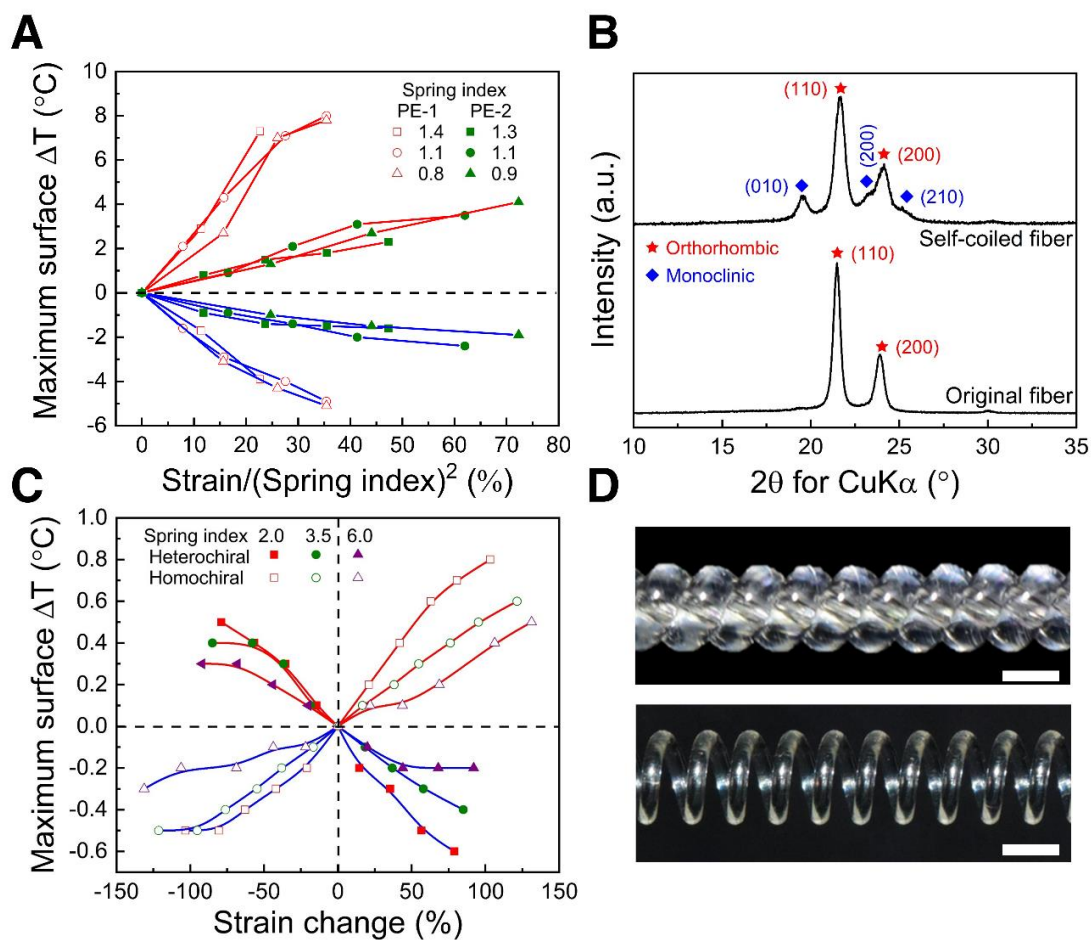 A
Maximum surface ΔT (°C)
10
8
6
4
2
0
-2
-4
-6
Spring index
PE-1 PE-2
1.4 1.3
1.1 1.1
0.8 0.9
0 10 20 30 40 50 60 70 80
Strain/(Spring index)² (%)
B
Intensity (a.u.)
(110)
(200)
(200)
(010)
(210)
Self-coiled fiber
Orthorhombic
Monoclinic
(110)
(200)
Original fiber
10 15 20 25 30 35
2θ for CuKα (°)
C
Maximum surface ΔT (°C)
1.0
0.8
0.6
0.4
0.2
0.0
-0.2
-0.4
-0.6
Spring index 2.0 3.5 6.0
Heterochiral
Homochiral
-150 -100 -50 0 50 100 150
Strain change (%)
D